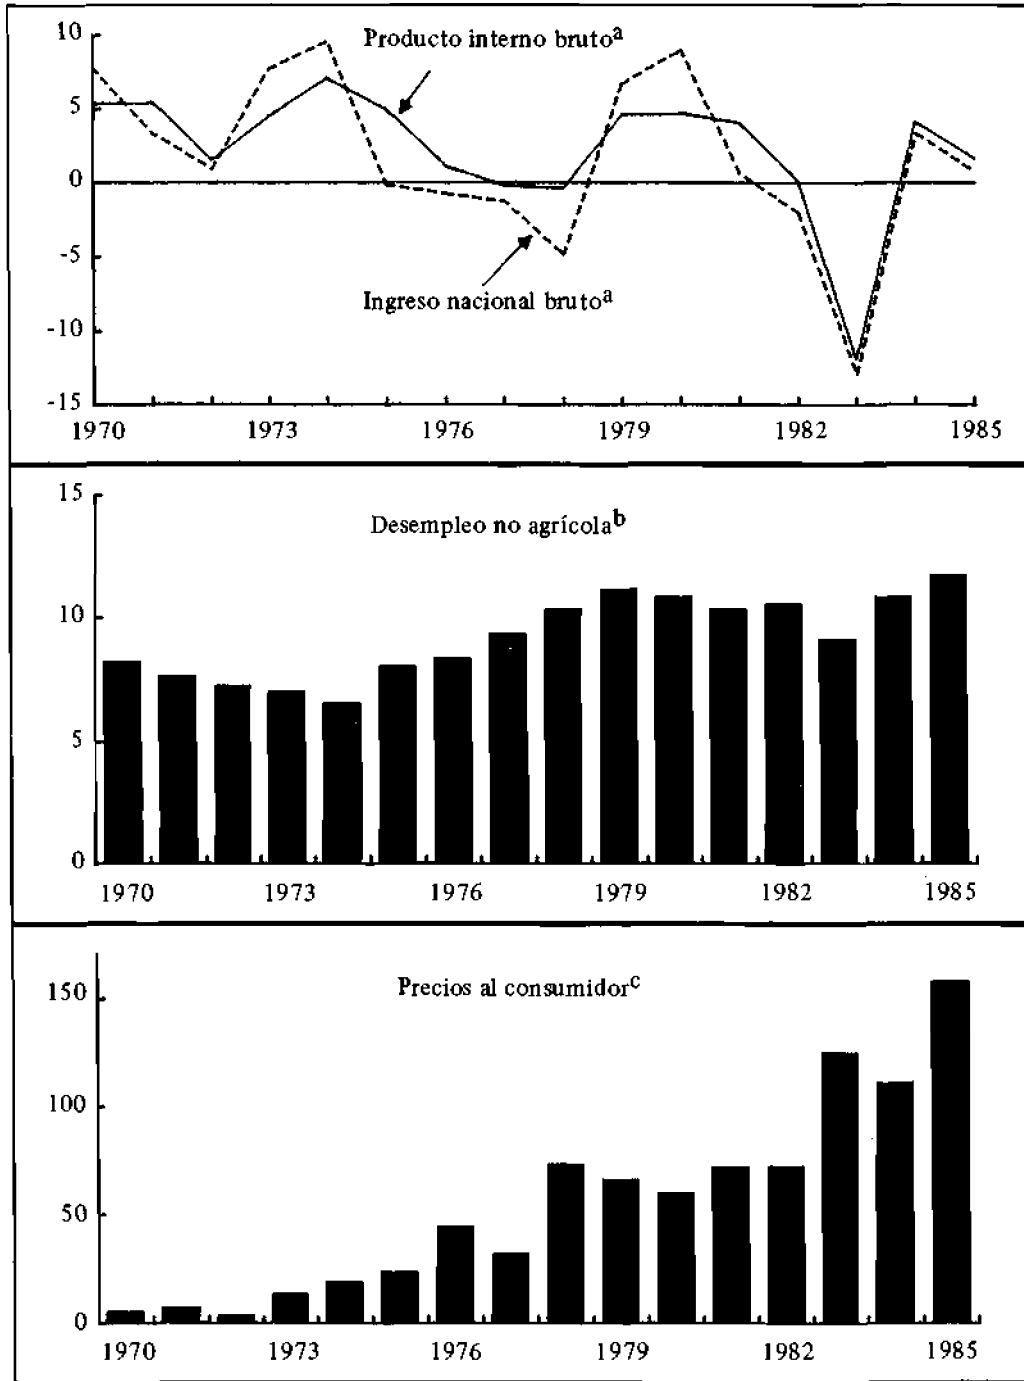 10
Producto interno bruto^a
5
0
-5
Ingreso nacional bruto^a
-10
-15
1970 1973 1976 1979 1982 1985
15
Desempleo no agrícola^b
10
5
0
1970 1973 1976 1979 1982 1985
Precios al consumidor^c
150
100
50
0
1970 1973 1976 1979 1982 1985